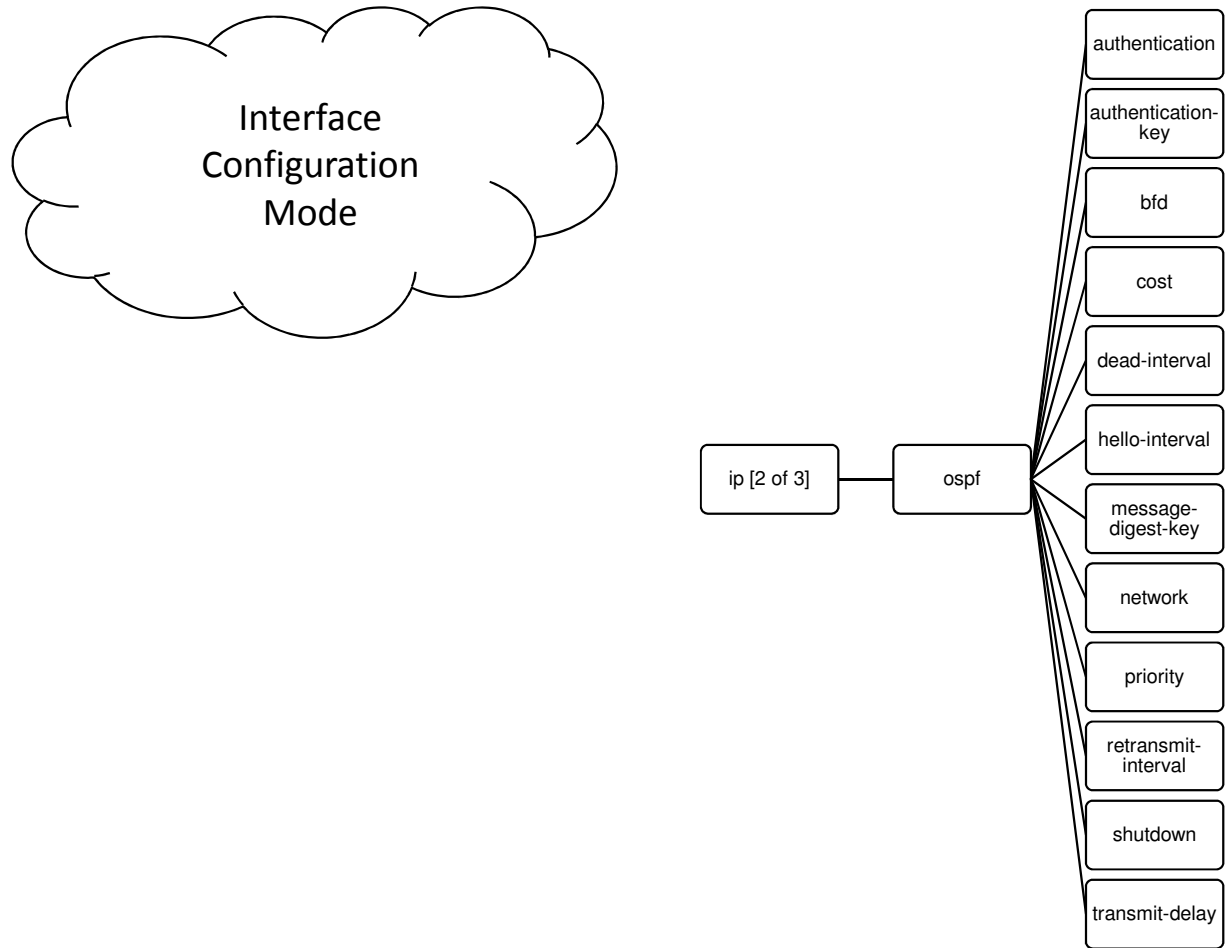 Interface
Configuration
Mode
authentication
authentication-
key
bfd
cost
dead-interval
hello-interval
ip [2 of 3]
ospf
message-
digest-key
network
priority
retransmit-
interval
shutdown
transmit-delay